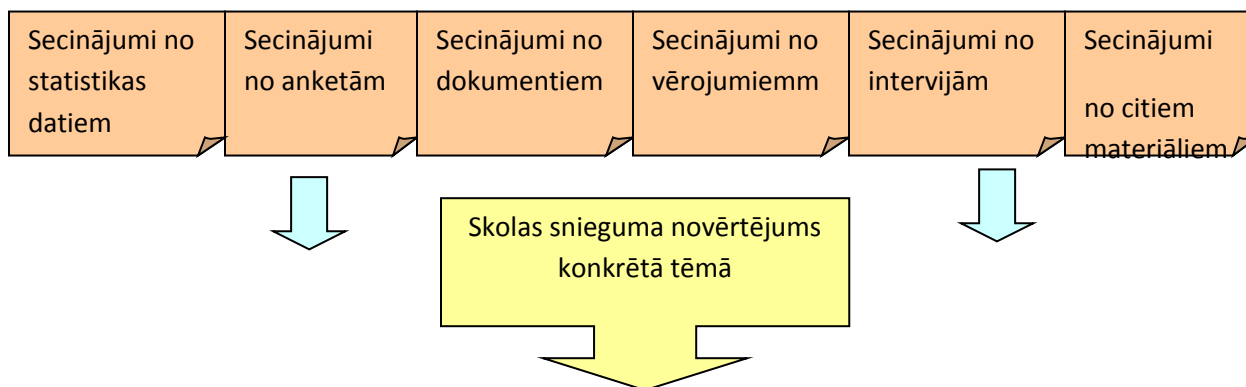 Secinājumi no
statistikas
datiem
Secinājumi
no anketām
Secinājumi no
dokumentiem
Secinājumi no
vērojumiemm
Secinājumi no
intervijām
Secinājumi
no citiem
materiāliem
Skolas snieguma novērtējums
konkrētā tēmā